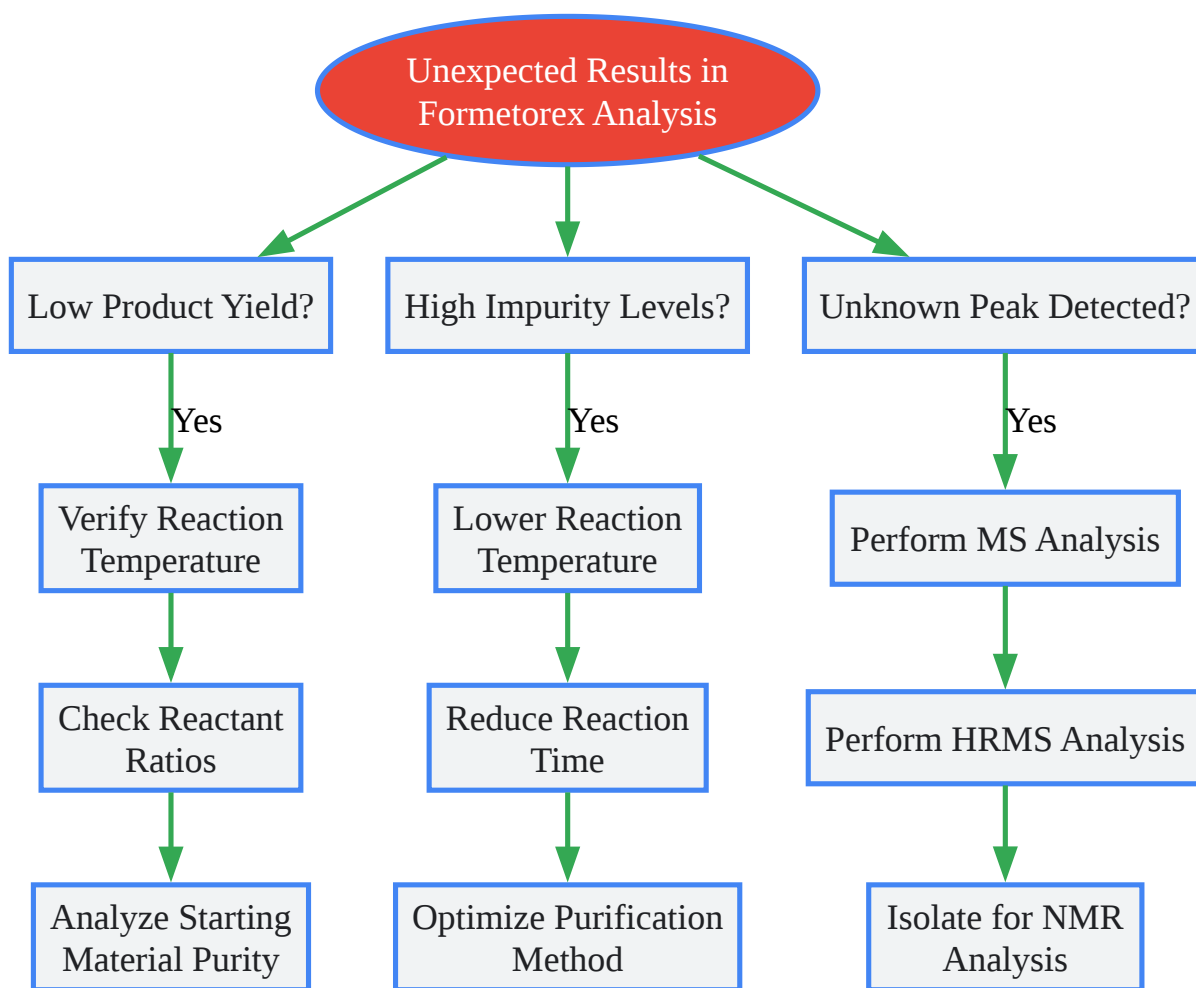 Unexpected Results in
Formetorex Analysis
Low Product Yield?
High Impurity Levels?
Unknown Peak Detected?
Yes
Yes
Yes
Verify Reaction
Temperature
Lower Reaction
Temperature
Perform MS Analysis
Check Reactant
Ratios
Reduce Reaction
Time
Perform HRMS Analysis
Analyze Starting
Material Purity
Optimize Purification
Method
Isolate for NMR
Analysis